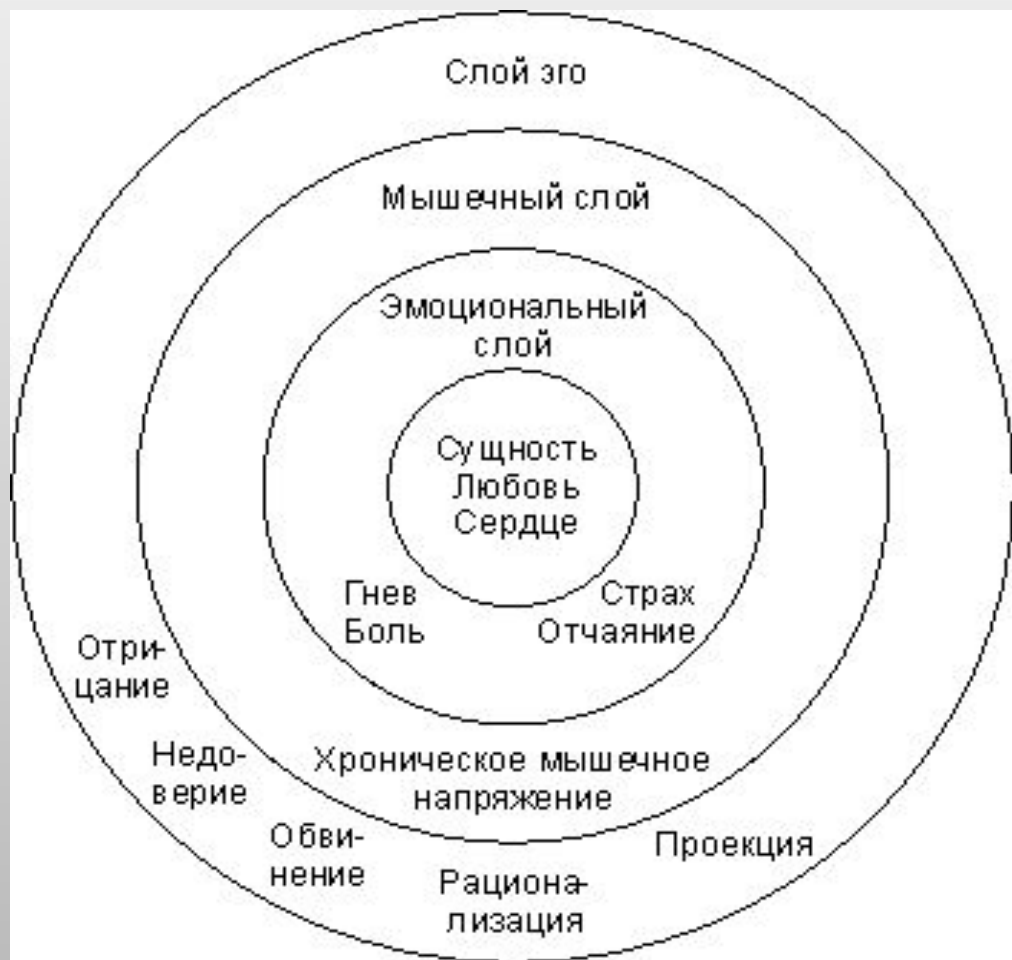 Слой эго
Мышечный слой
Эмоциональный
слой
Сущность
Любовь
Сердце
Гнев
Боль
Страх
Отчаяние
Отри-
цание
Недо-
верие
Хроническое мышечное
напряжение
Обви-
нение
Рациона-
лизация
Проекция